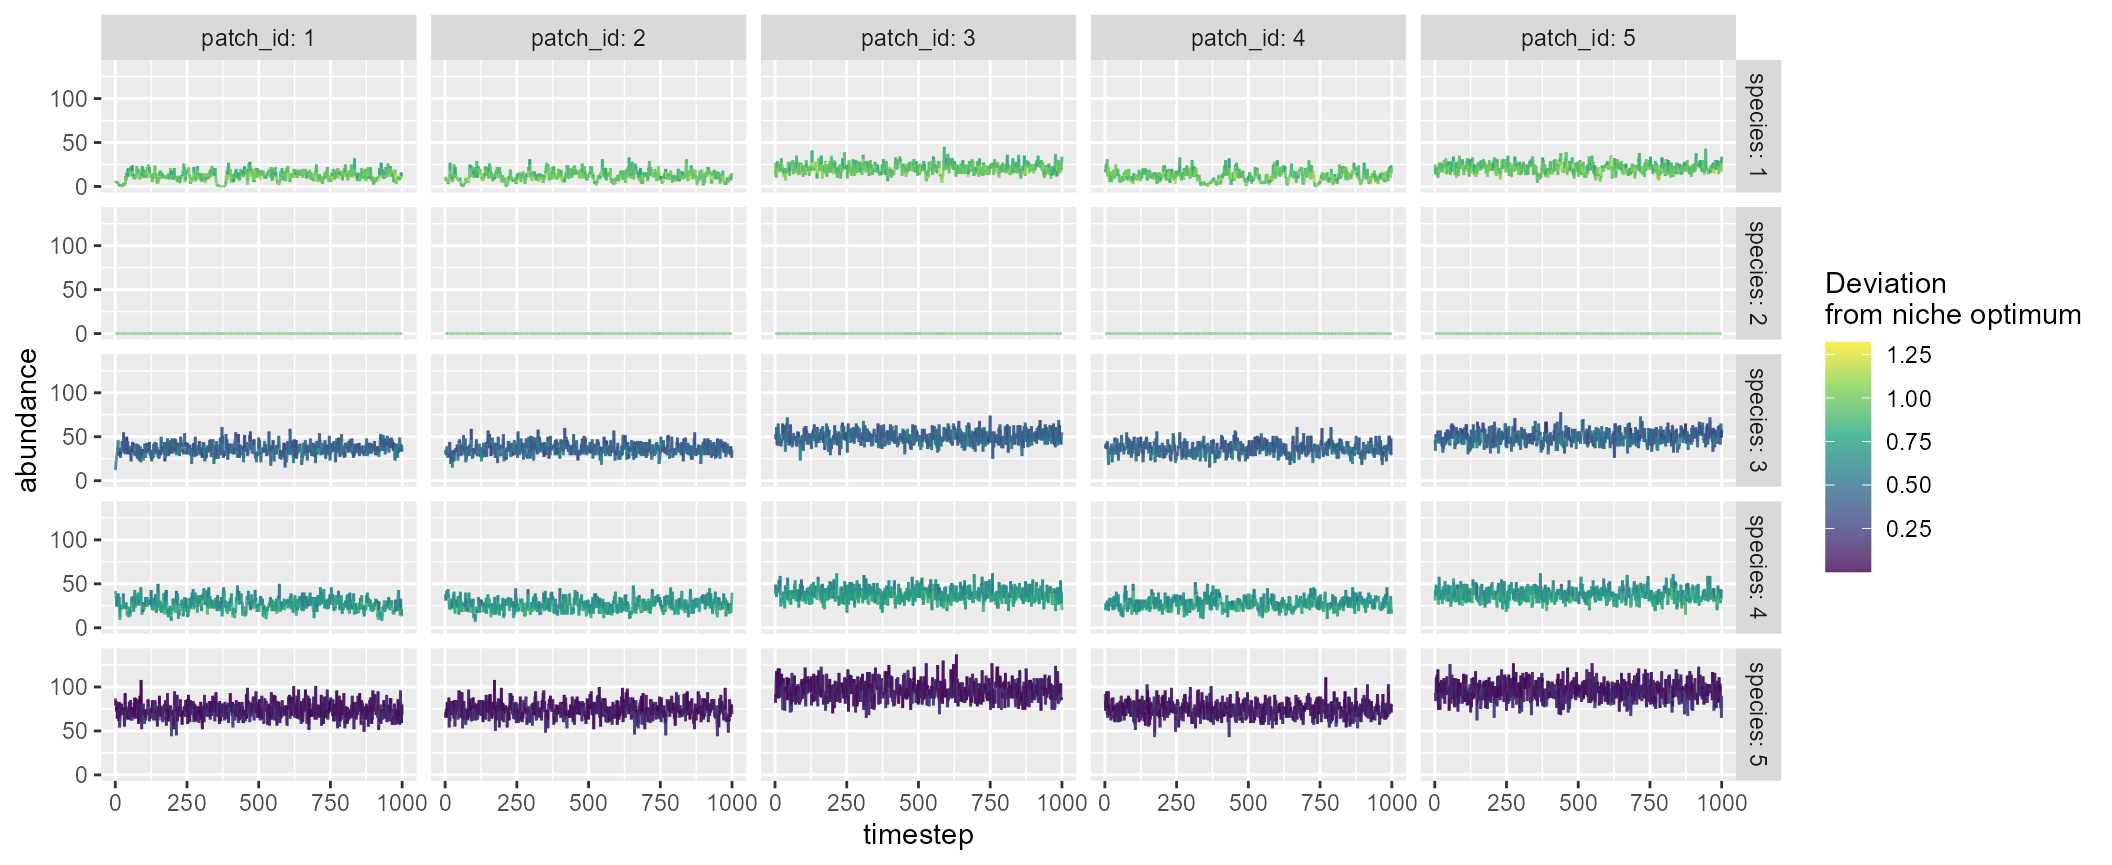 patch_id: 1
patch_id: 2
patch_id: 3
patch_id: 4
patch_id: 5
100
50
0
species: 1
100
50
0
species: 2
100
50
0
species: 3
100
50
0
species: 4
100
50
0
species: 5
abundance
0 250 500 750 1000
0 250 500 750 1000
0 250 500 750 1000
0 250 500 750 1000
0 250 500 750 1000
timestep
Deviation
from niche optimum
1.25
1.00
0.75
0.50
0.25